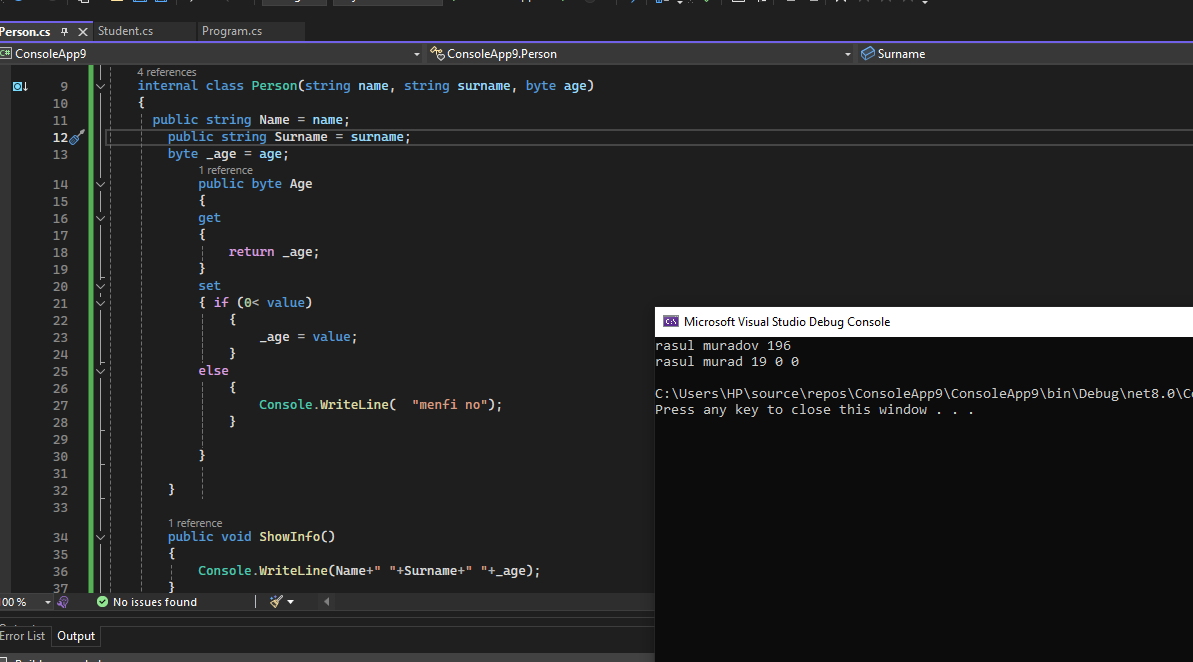 Person.cs Student.cs Program.cs
ConsoleApp9 ConsoleApp9.Person Surname
4 references
9 internal class Person(string name, string surname, byte age)
10 {
11 public string Name = name;
12 public string Surname = surname;
13 byte _age = age;
1 reference
14 public byte Age
15 {
16 get
17 {
18 return _age;
19 }
20 set
21 { if (0< value)
22 {
23 _age = value;
24 }
25 else
26 {
27 Console.WriteLine(  "menfi no");
28 }
29
30 }
31
32 }
33
1 reference
34 public void ShowInfo()
35 {
36 Console.WriteLine(Name+" "+Surname+" "+_age);
37 }
00 % No issues found
Error List Output
Microsoft Visual Studio Debug Console
rasul muradov 196
rasul murad 19 0 0
C:\Users\HP\source\repos\ConsoleApp9\ConsoleApp9\bin\Debug\net8.0\Co
Press any key to close this window . . .